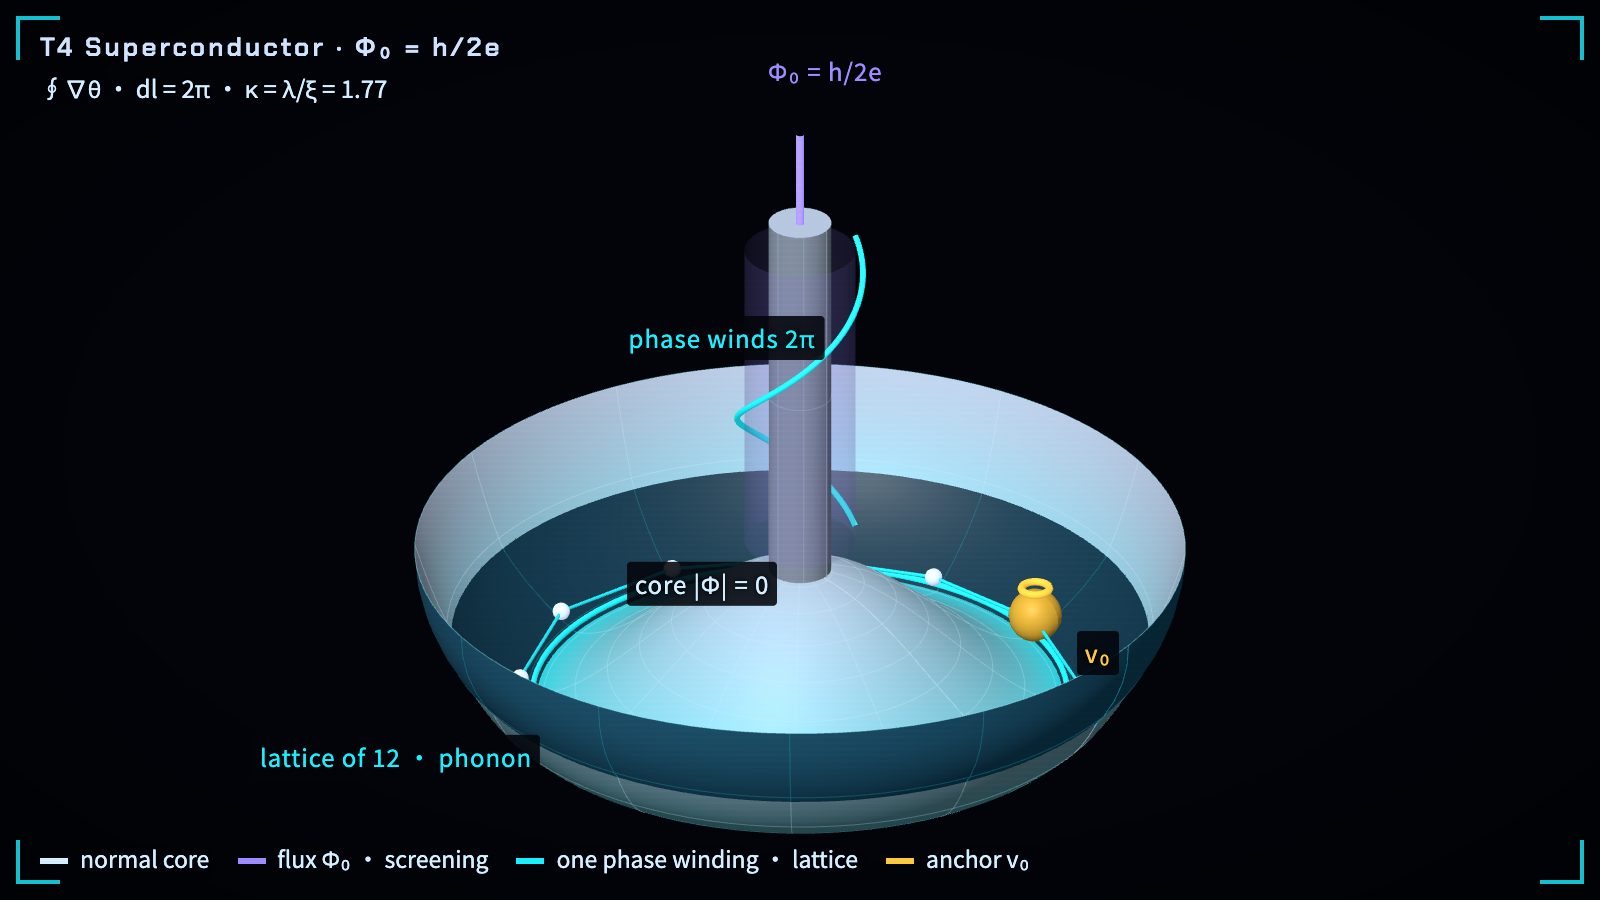 T4 Superconductor · Φ₀ = h/2e
∮ ∇θ · dl = 2π · κ = λ/ξ = 1.77
Φ₀ = h/2e
phase winds 2π
core |Φ| = 0
v₀
lattice of 12 · phonon
normal core
flux Φ₀ · screening
one phase winding · lattice
anchor v₀